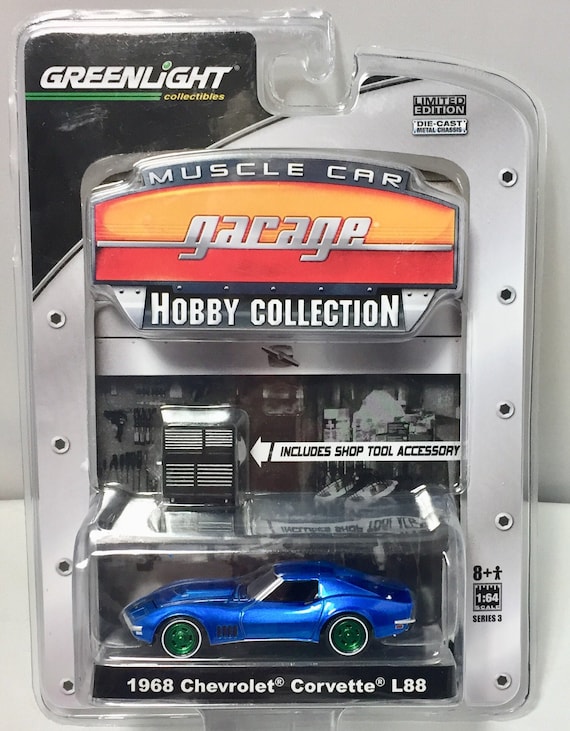 GREENLIGHT®
collectibles
LIMITED
EDITION
DIE-CAST
METAL CHASSIS
MUSCLE CAR
garage
HOBBY COLLECTION
INCLUDES SHOP TOOL ACCESSORY
8+
1:64
SCALE
SERIES 3
1968 Chevrolet® Corvette® L88